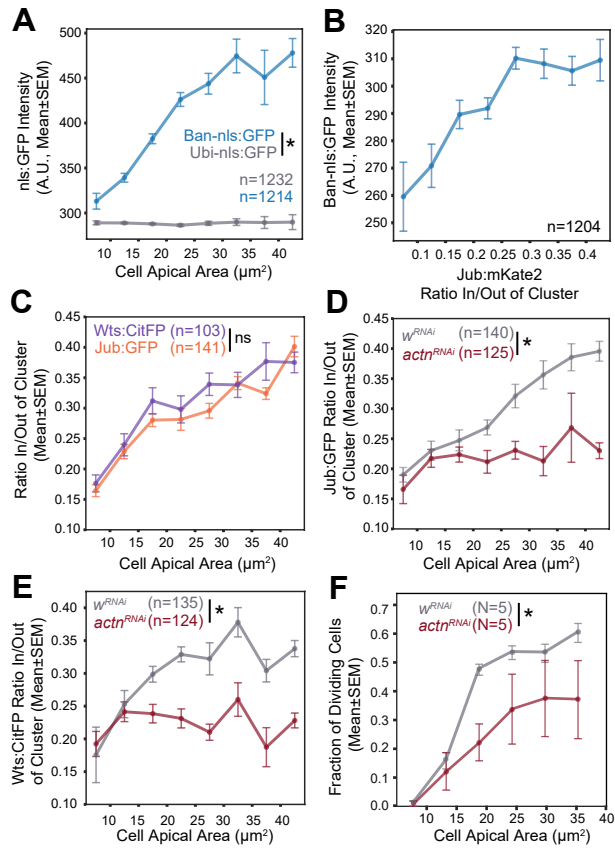 A
nls:GFP Intensity
(A.U., Mean±SEM)
500
450
400
350
300
Ban-nls:GFP
Ubi-nls:GFP
*
n=1232
n=1214
10 15 20 25 30 35 40
Cell Apical Area (µm²)
B
Ban-nls:GFP Intensity
(A.U., Mean±SEM)
320
310
300
290
280
270
260
250
n=1204
0.1 0.15 0.2 0.25 0.3 0.35 0.4
Jub:mKate2
Ratio In/Out of Cluster
C
Ratio In/Out of Cluster
(Mean±SEM)
0.45
0.40
0.35
0.30
0.25
0.20
0.15
0.10
Wts:CitFP (n=103)
Jub:GFP (n=141)
ns
10 15 20 25 30 35 40
Cell Apical Area (µm²)
D
Jub:GFP Ratio In/Out
of Cluster (Mean±SEM)
0.45
0.40
0.35
0.30
0.25
0.20
0.15
0.10
wRNAi (n=140)
actnRNAi (n=125)
*
10 15 20 25 30 35 40
Cell Apical Area (µm²)
E
Wts:CitFP Ratio In/Out
of Cluster (Mean±SEM)
0.40
0.35
0.30
0.25
0.20
0.15
0.10
wRNAi (n=135)
actnRNAi (n=124)
*
10 15 20 25 30 35 40
Cell Apical Area (µm²)
F
Fraction of Dividing Cells
(Mean±SEM)
0.7
0.6
0.5
0.4
0.3
0.2
0.1
0.0
wRNAi (N=5)
actnRNAi (N=5)
*
10 15 20 25 30 35 40
Cell Apical Area (µm²)